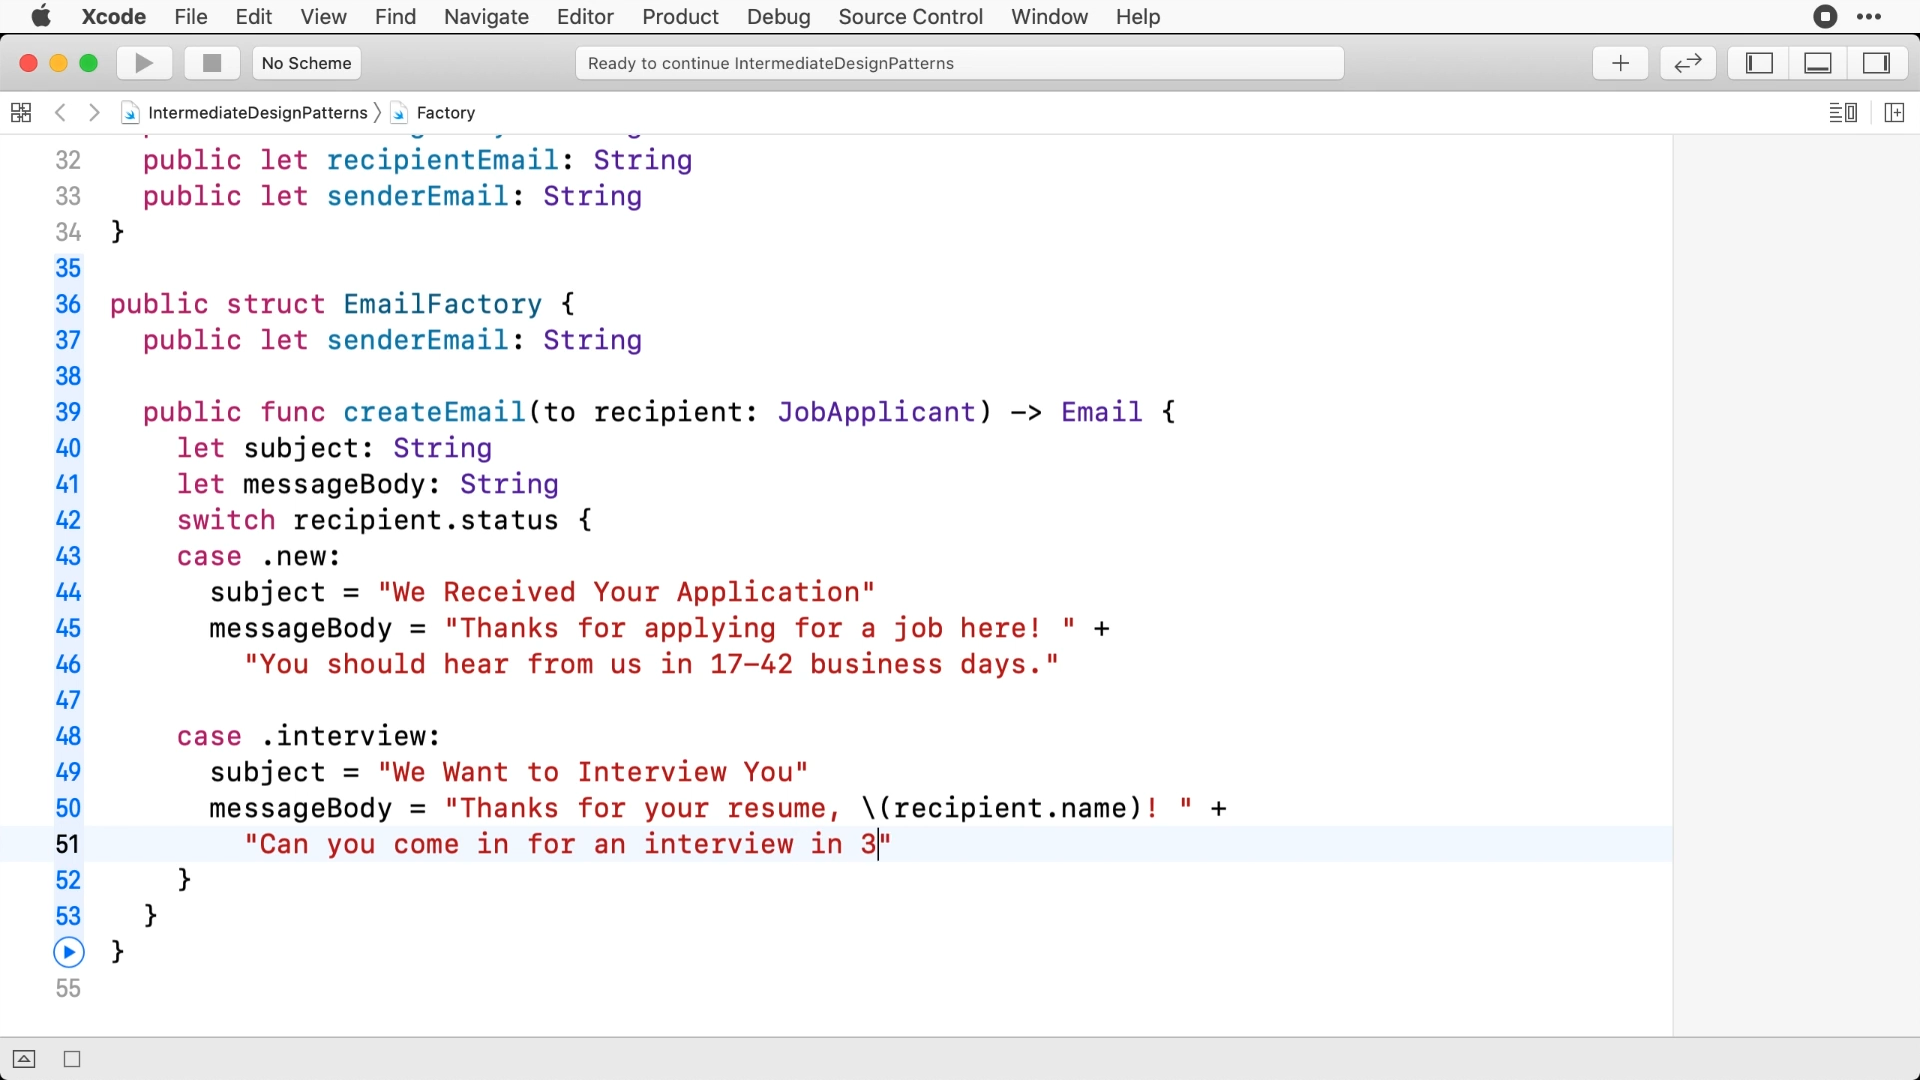 Xcode File Edit View Find Navigate Editor Product Debug Source Control Window Help
No Scheme
Ready to continue IntermediateDesignPatterns
IntermediateDesignPatterns 〉 Factory
32 public let recipientEmail: String
33 public let senderEmail: String
34 }
35
36 public struct EmailFactory {
37 public let senderEmail: String
38
39 public func createEmail(to recipient: JobApplicant) -> Email {
40 let subject: String
41 let messageBody: String
42 switch recipient.status {
43 case .new:
44 subject = "We Received Your Application"
45 messageBody = "Thanks for applying for a job here! " +
46 "You should hear from us in 17–42 business days."
47
48 case .interview:
49 subject = "We Want to Interview You"
50 messageBody = "Thanks for your resume, \(recipient.name)! " +
51 "Can you come in for an interview in 3"
52 }
53 }
}
55